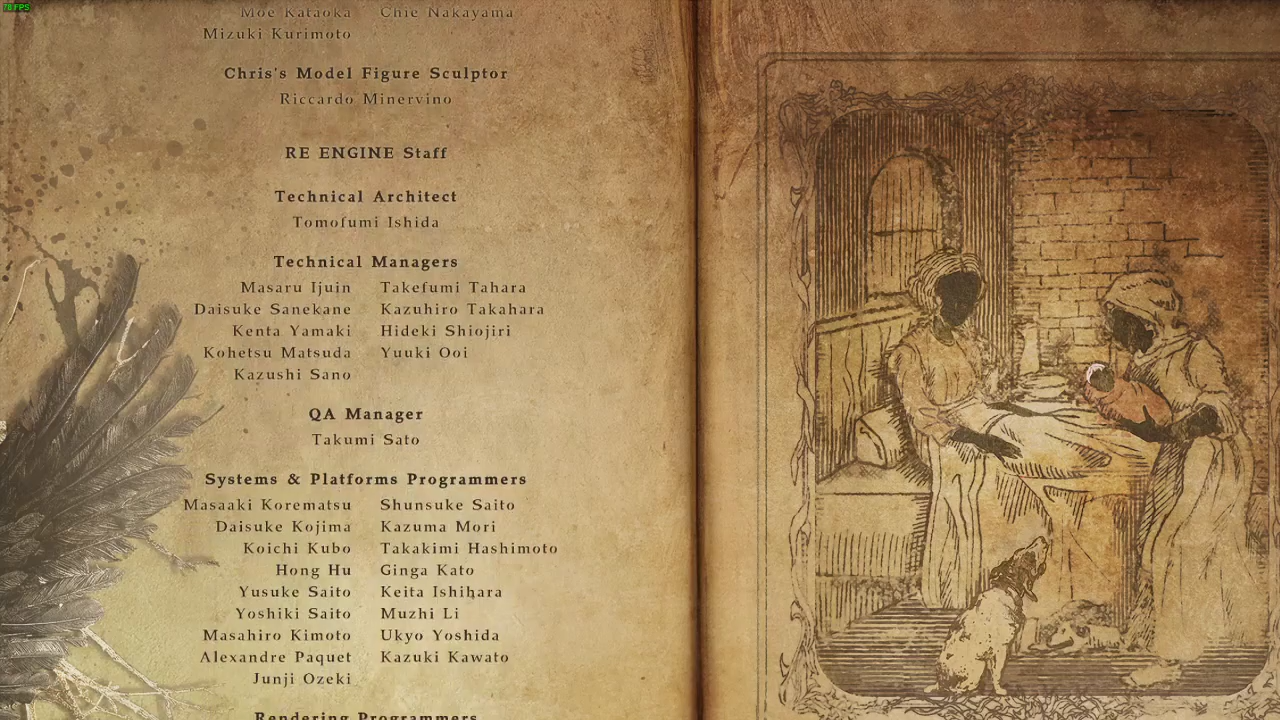 78 FPS
Moe Kataoka Chie Nakayama
Mizuki Kurimoto
Chris's Model Figure Sculptor
Riccardo Minervino
RE ENGINE Staff
Technical Architect
Tomofumi Ishida
Technical Managers
Masaru Ijuin Takefumi Tahara
Daisuke Sanekane Kazuhiro Takahara
Kenta Yamaki Hideki Shiojiri
Kohetsu Matsuda Yuuki Ooi
Kazushi Sano
QA Manager
Takumi Sato
Systems & Platforms Programmers
Masaaki Korematsu Shunsuke Saito
Daisuke Kojima Kazuma Mori
Koichi Kubo Takakimi Hashimoto
Hong Hu Ginga Kato
Yusuke Saito Keita Ishihara
Yoshiki Saito Muzhi Li
Masahiro Kimoto Ukyo Yoshida
Alexandre Paquet Kazuki Kawato
Junji Ozeki
Rendering Programmers